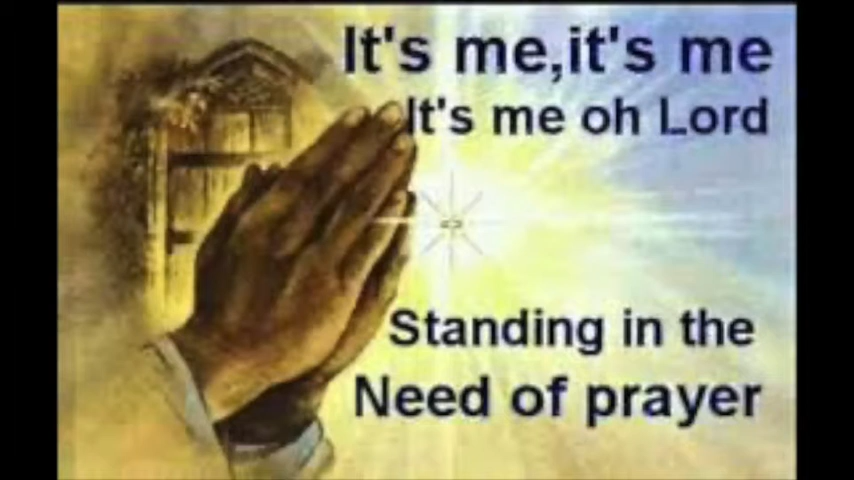 It's me,it's me
It's me oh Lord
Standing in the
Need of prayer